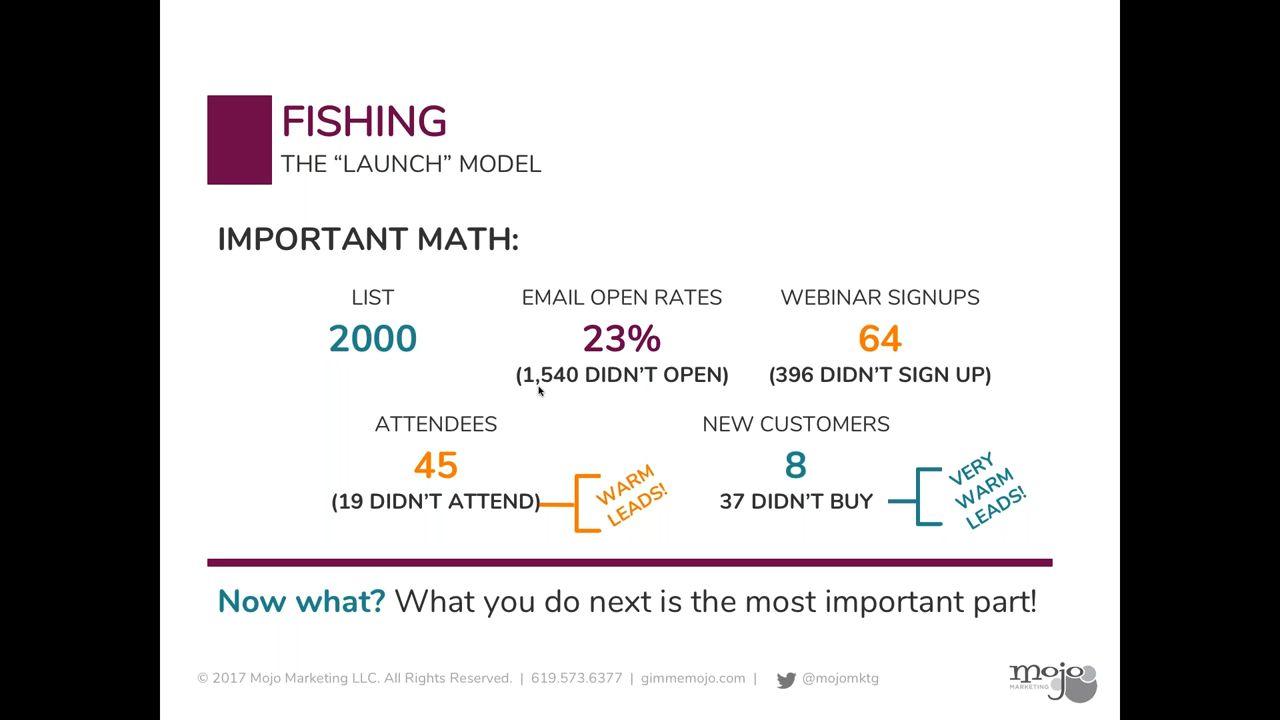 FISHING
THE “LAUNCH” MODEL
IMPORTANT MATH:
LIST
2000
EMAIL OPEN RATES
23%
(1,540 DIDN’T OPEN)
WEBINAR SIGNUPS
64
(396 DIDN’T SIGN UP)
ATTENDEES
45
(19 DIDN’T ATTEND)
WARM
LEADS!
NEW CUSTOMERS
8
37 DIDN’T BUY
VERY
WARM
LEADS!
Now what? What you do next is the most important part!
© 2017 Mojo Marketing LLC. All Rights Reserved. | 619.573.6377 | gimmemojo.com | @mojomktg
mojo
MARKETING